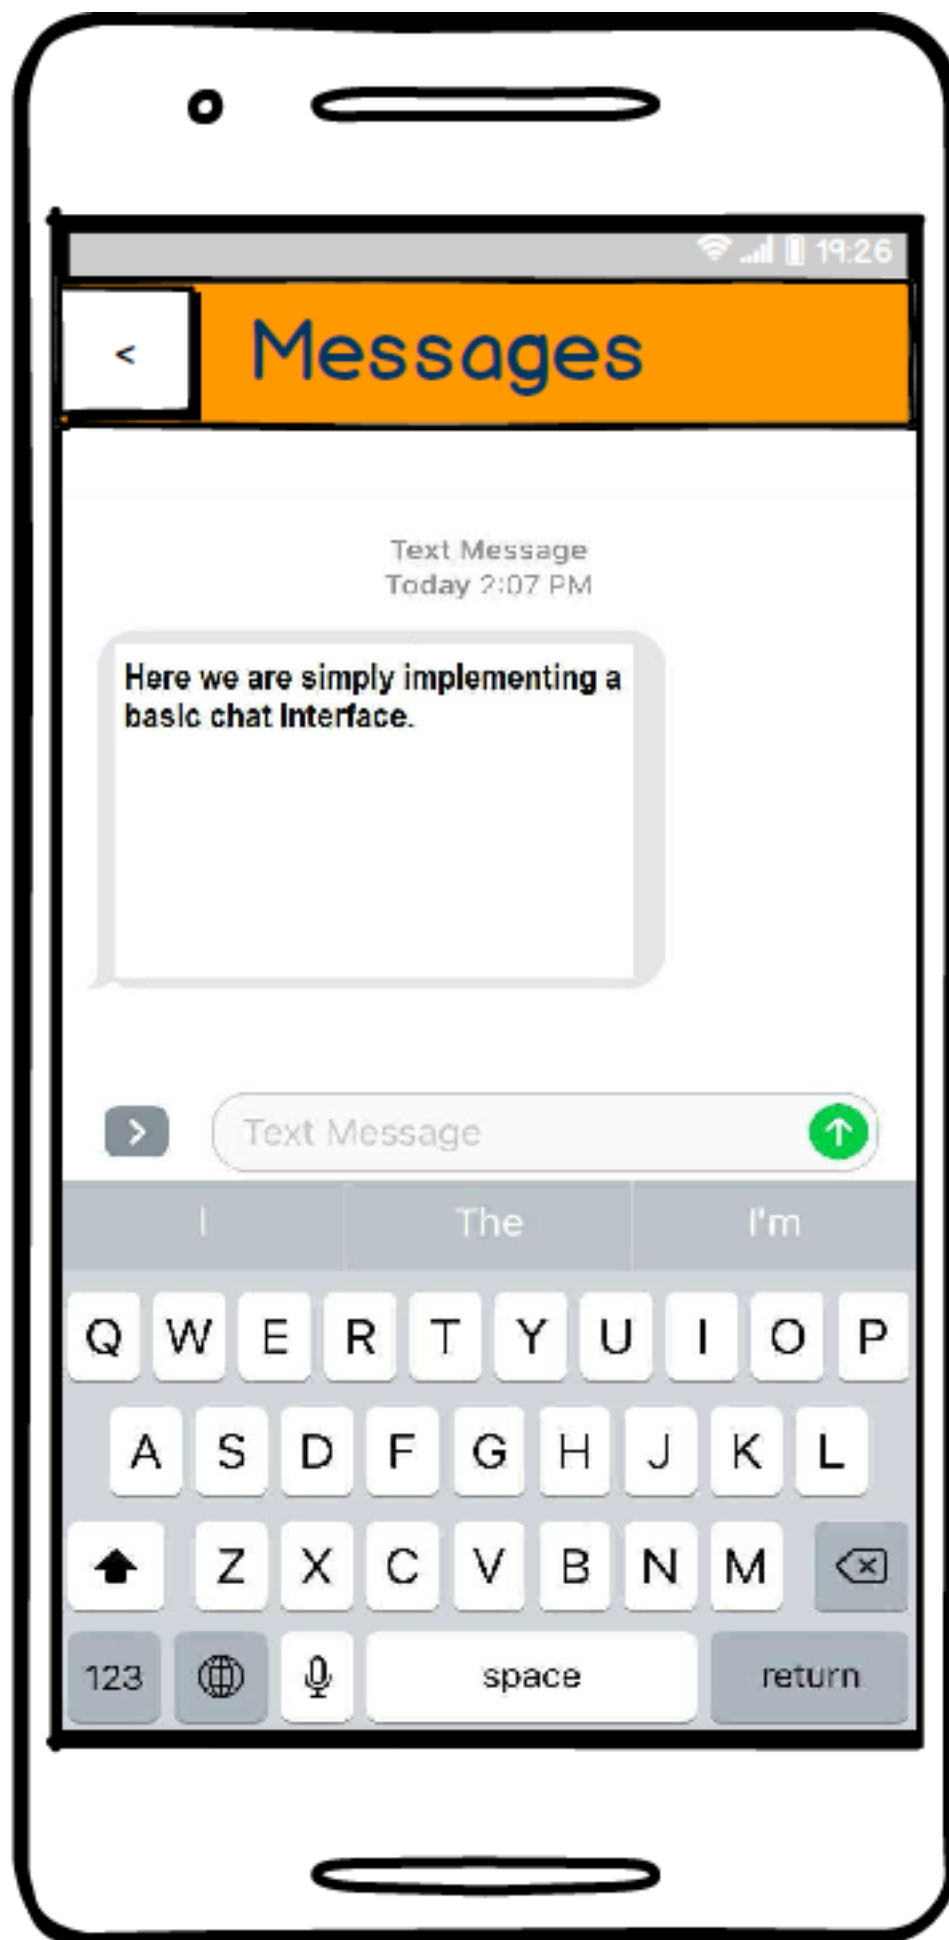 19:26
< Messages
Text Message
Today 2:07 PM
Here we are simply implementing a
basic chat interface.
> Text Message
I The I'm
Q W E R T Y U I O P
A S D F G H J K L
Z X C V B N M
123 space return